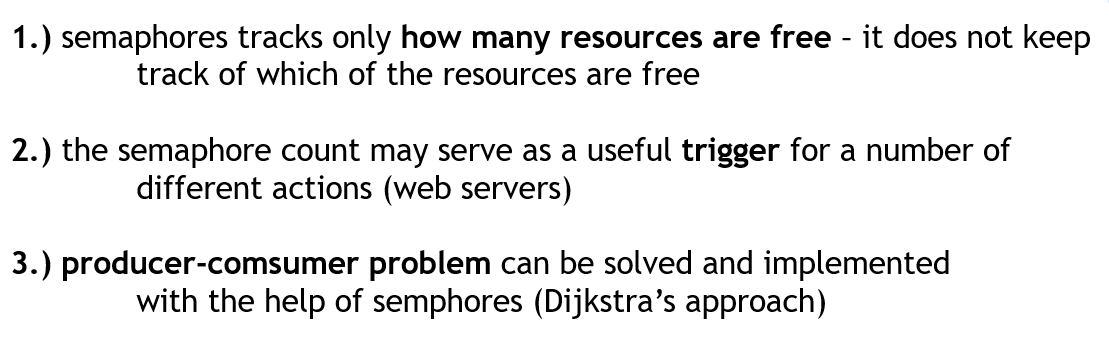 1.) semaphores tracks only how many resources are free - it does not keep
track of which of the resources are free
2.) the semaphore count may serve as a useful trigger for a number of
different actions (web servers)
3.) producer-comsumer problem can be solved and implemented
with the help of semphores (Dijkstra’s approach)